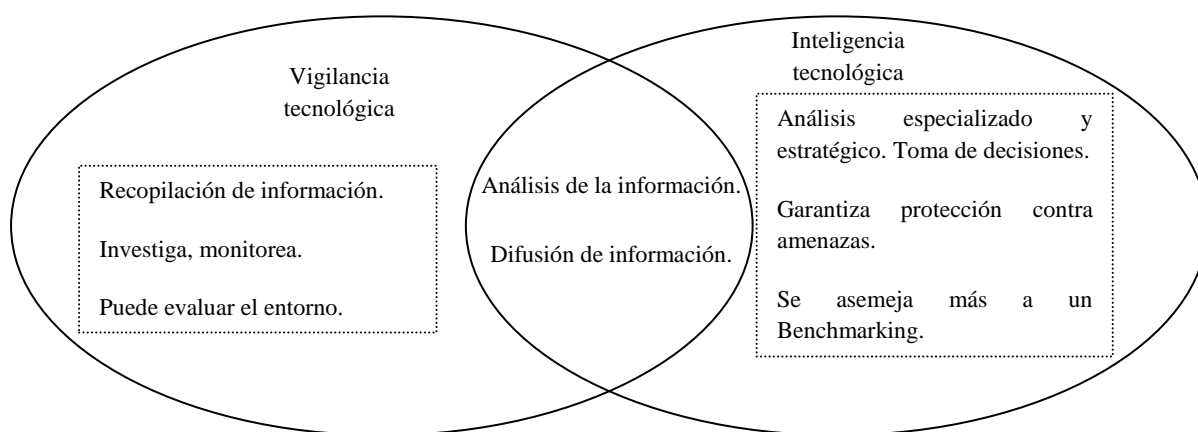 Vigilancia
tecnológica
Recopilación de información.
Investiga, monitorea.
Puede evaluar el entorno.
Análisis de la información.
Difusión de información.
Inteligencia
tecnológica
Análisis especializado y
estratégico. Toma de decisiones.
Garantiza protección contra
amenazas.
Se asemeja más a un
Benchmarking.